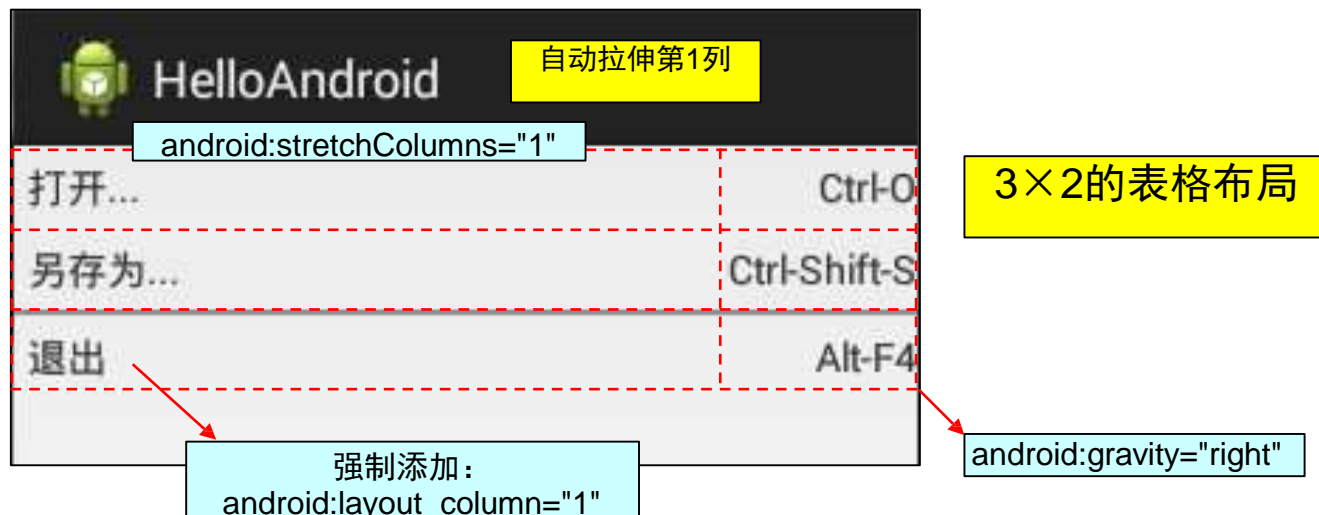 HelloAndroid
自动拉伸第1列
android:stretchColumns="1"
打开...
Ctrl-O
3×2的表格布局
另存为...
Ctrl-Shift-S
退出
Alt-F4
强制添加：
android:layout_column="1"
android:gravity="right"